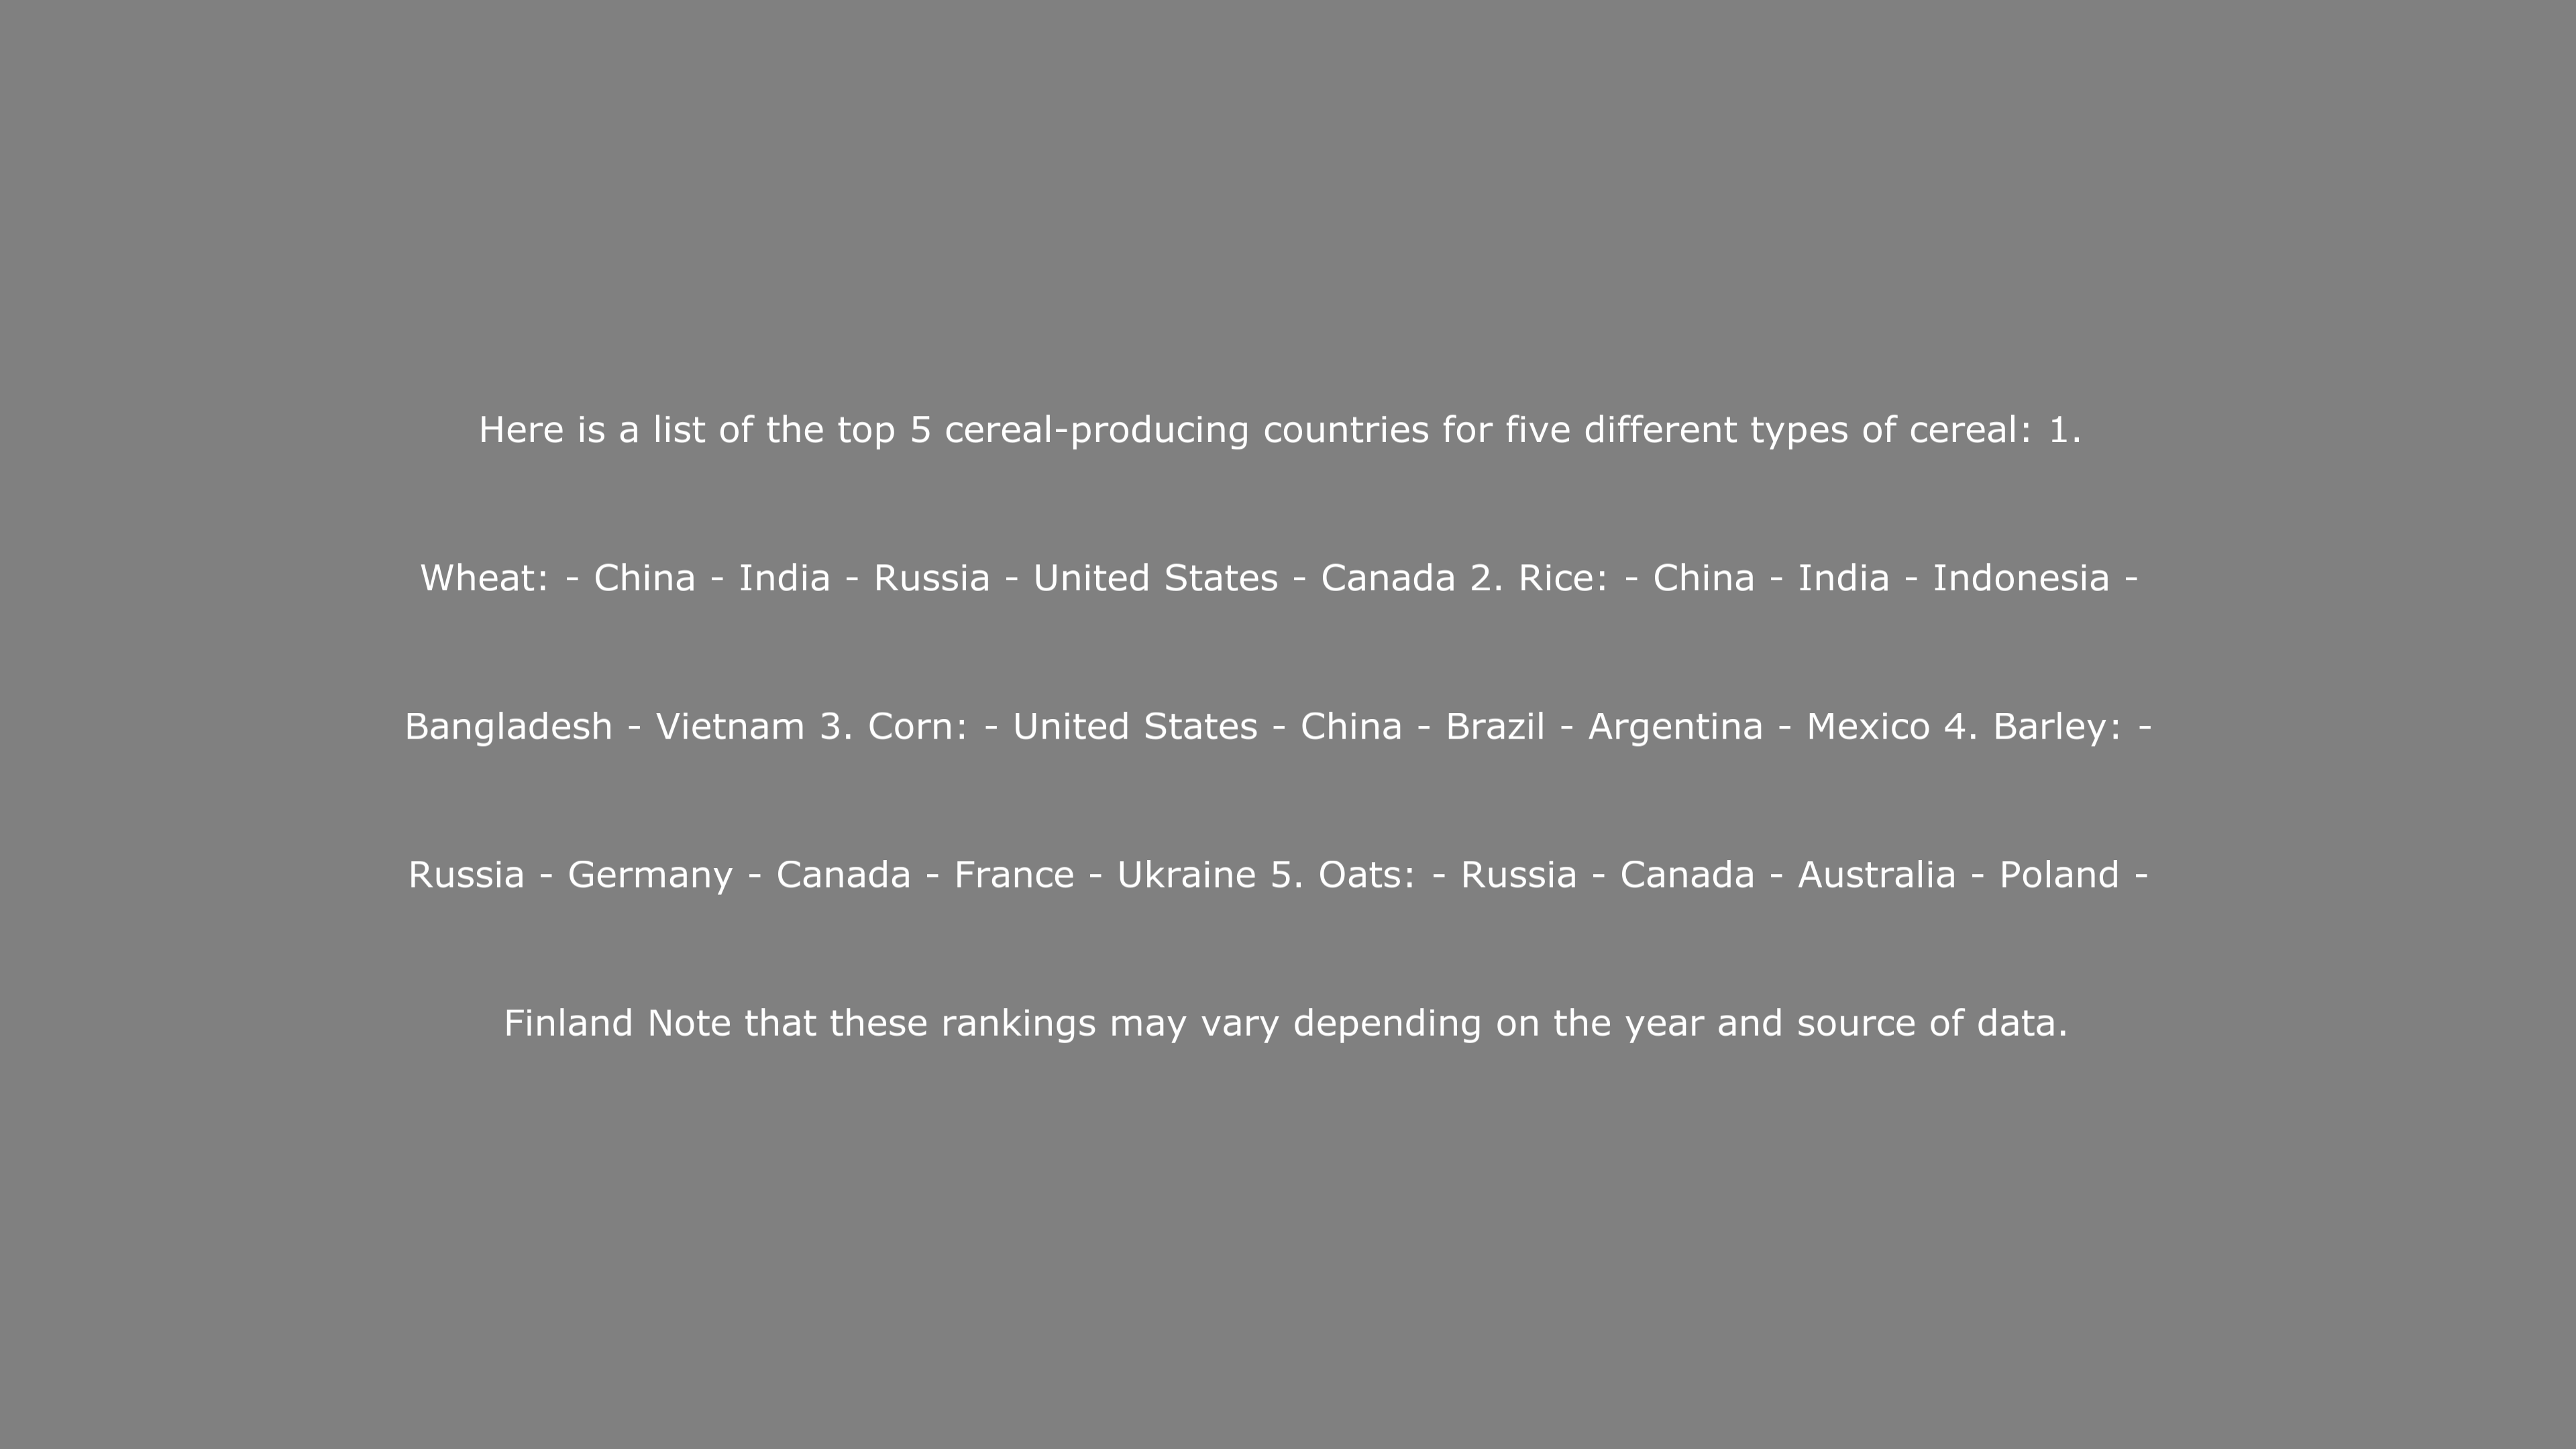 Here is a list of the top 5 cereal-producing countries for five different types of cereal: 1.
Wheat: - China - India - Russia - United States - Canada 2. Rice: - China - India - Indonesia -
Bangladesh - Vietnam 3. Corn: - United States - China - Brazil - Argentina - Mexico 4. Barley: -
Russia - Germany - Canada - France - Ukraine 5. Oats: - Russia - Canada - Australia - Poland -
Finland Note that these rankings may vary depending on the year and source of data.